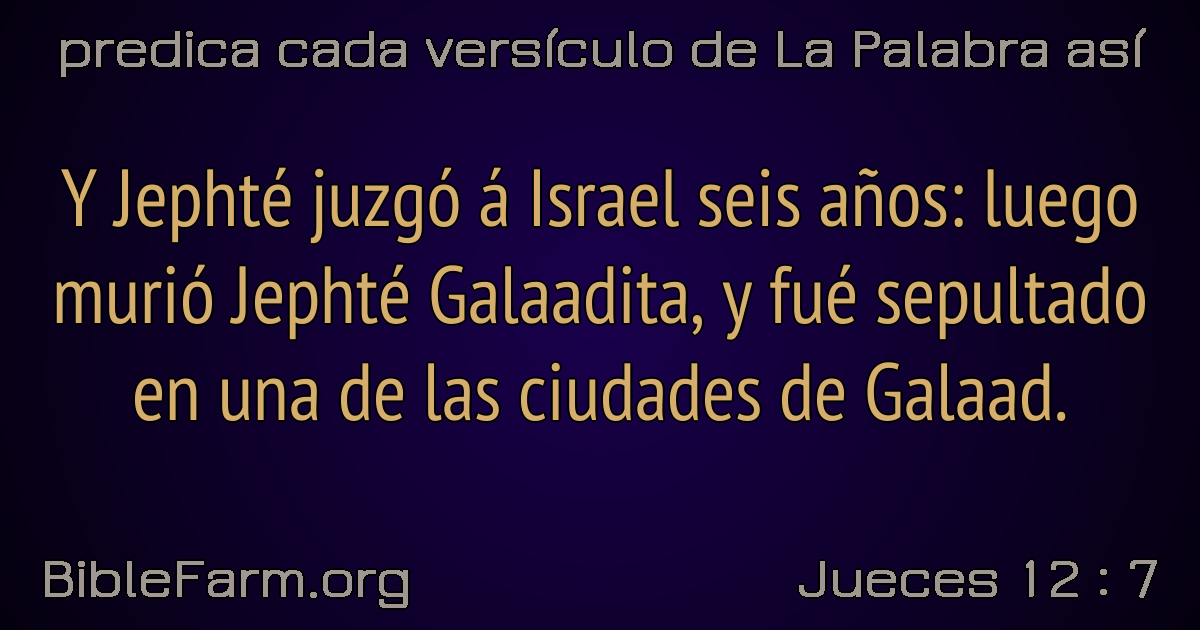 predica cada versículo de La Palabra así
Y Jephté juzgó á Israel seis años: luego
murió Jephté Galaadita, y fué sepultado
en una de las ciudades de Galaad.
BibleFarm.org
Jueces 12 : 7